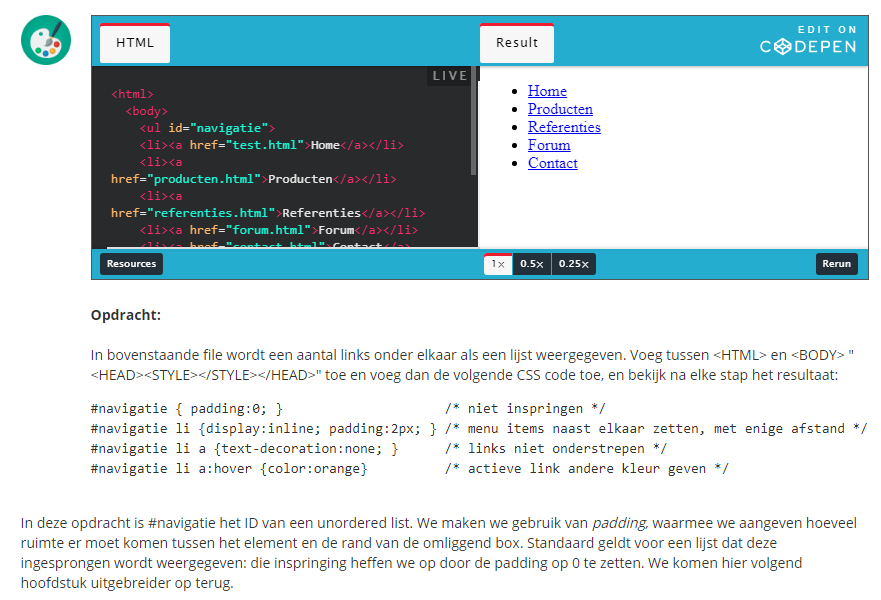 HTML
Result
EDIT ON
CODEPEN
LIVE
<html>
<body>
<ul id="navigatie">
<li><a href="test.html">Home</a></li>
<li><a
href="producten.html">Producten</a></li>
<li><a
href="referenties.html">Referenties</a></li>
<li><a href="forum.html">Forum</a></li>
<li><a href="contact.html">Contact</a>
Home
Producten
Referenties
Forum
Contact
Resources
1x 0.5x 0.25x
Rerun
Opdracht:
In bovenstaande file wordt een aantal links onder elkaar als een lijst weergegeven. Voeg tussen <HTML> en <BODY> "
<HEAD><STYLE></STYLE></HEAD>" toe en voeg dan de volgende CSS code toe, en bekijk na elke stap het resultaat:
#navigatie { padding:0; } /* niet inspringen */
#navigatie li {display:inline; padding:2px; } /* menu items naast elkaar zetten, met enige afstand */
#navigatie li a {text-decoration:none; } /* links niet onderstrepen */
#navigatie li a:hover {color:orange} /* actieve link andere kleur geven */
In deze opdracht is #navigatie het ID van een unordered list. We maken we gebruik van padding, waarmee we aangeven hoeveel
ruimte er moet komen tussen het element en de rand van de omliggend box. Standaard geldt voor een lijst dat deze
ingesprongen wordt weergegeven: die inspringing heffen we op door de padding op 0 te zetten. We komen hier volgend
hoofdstuk uitgebreider op terug.